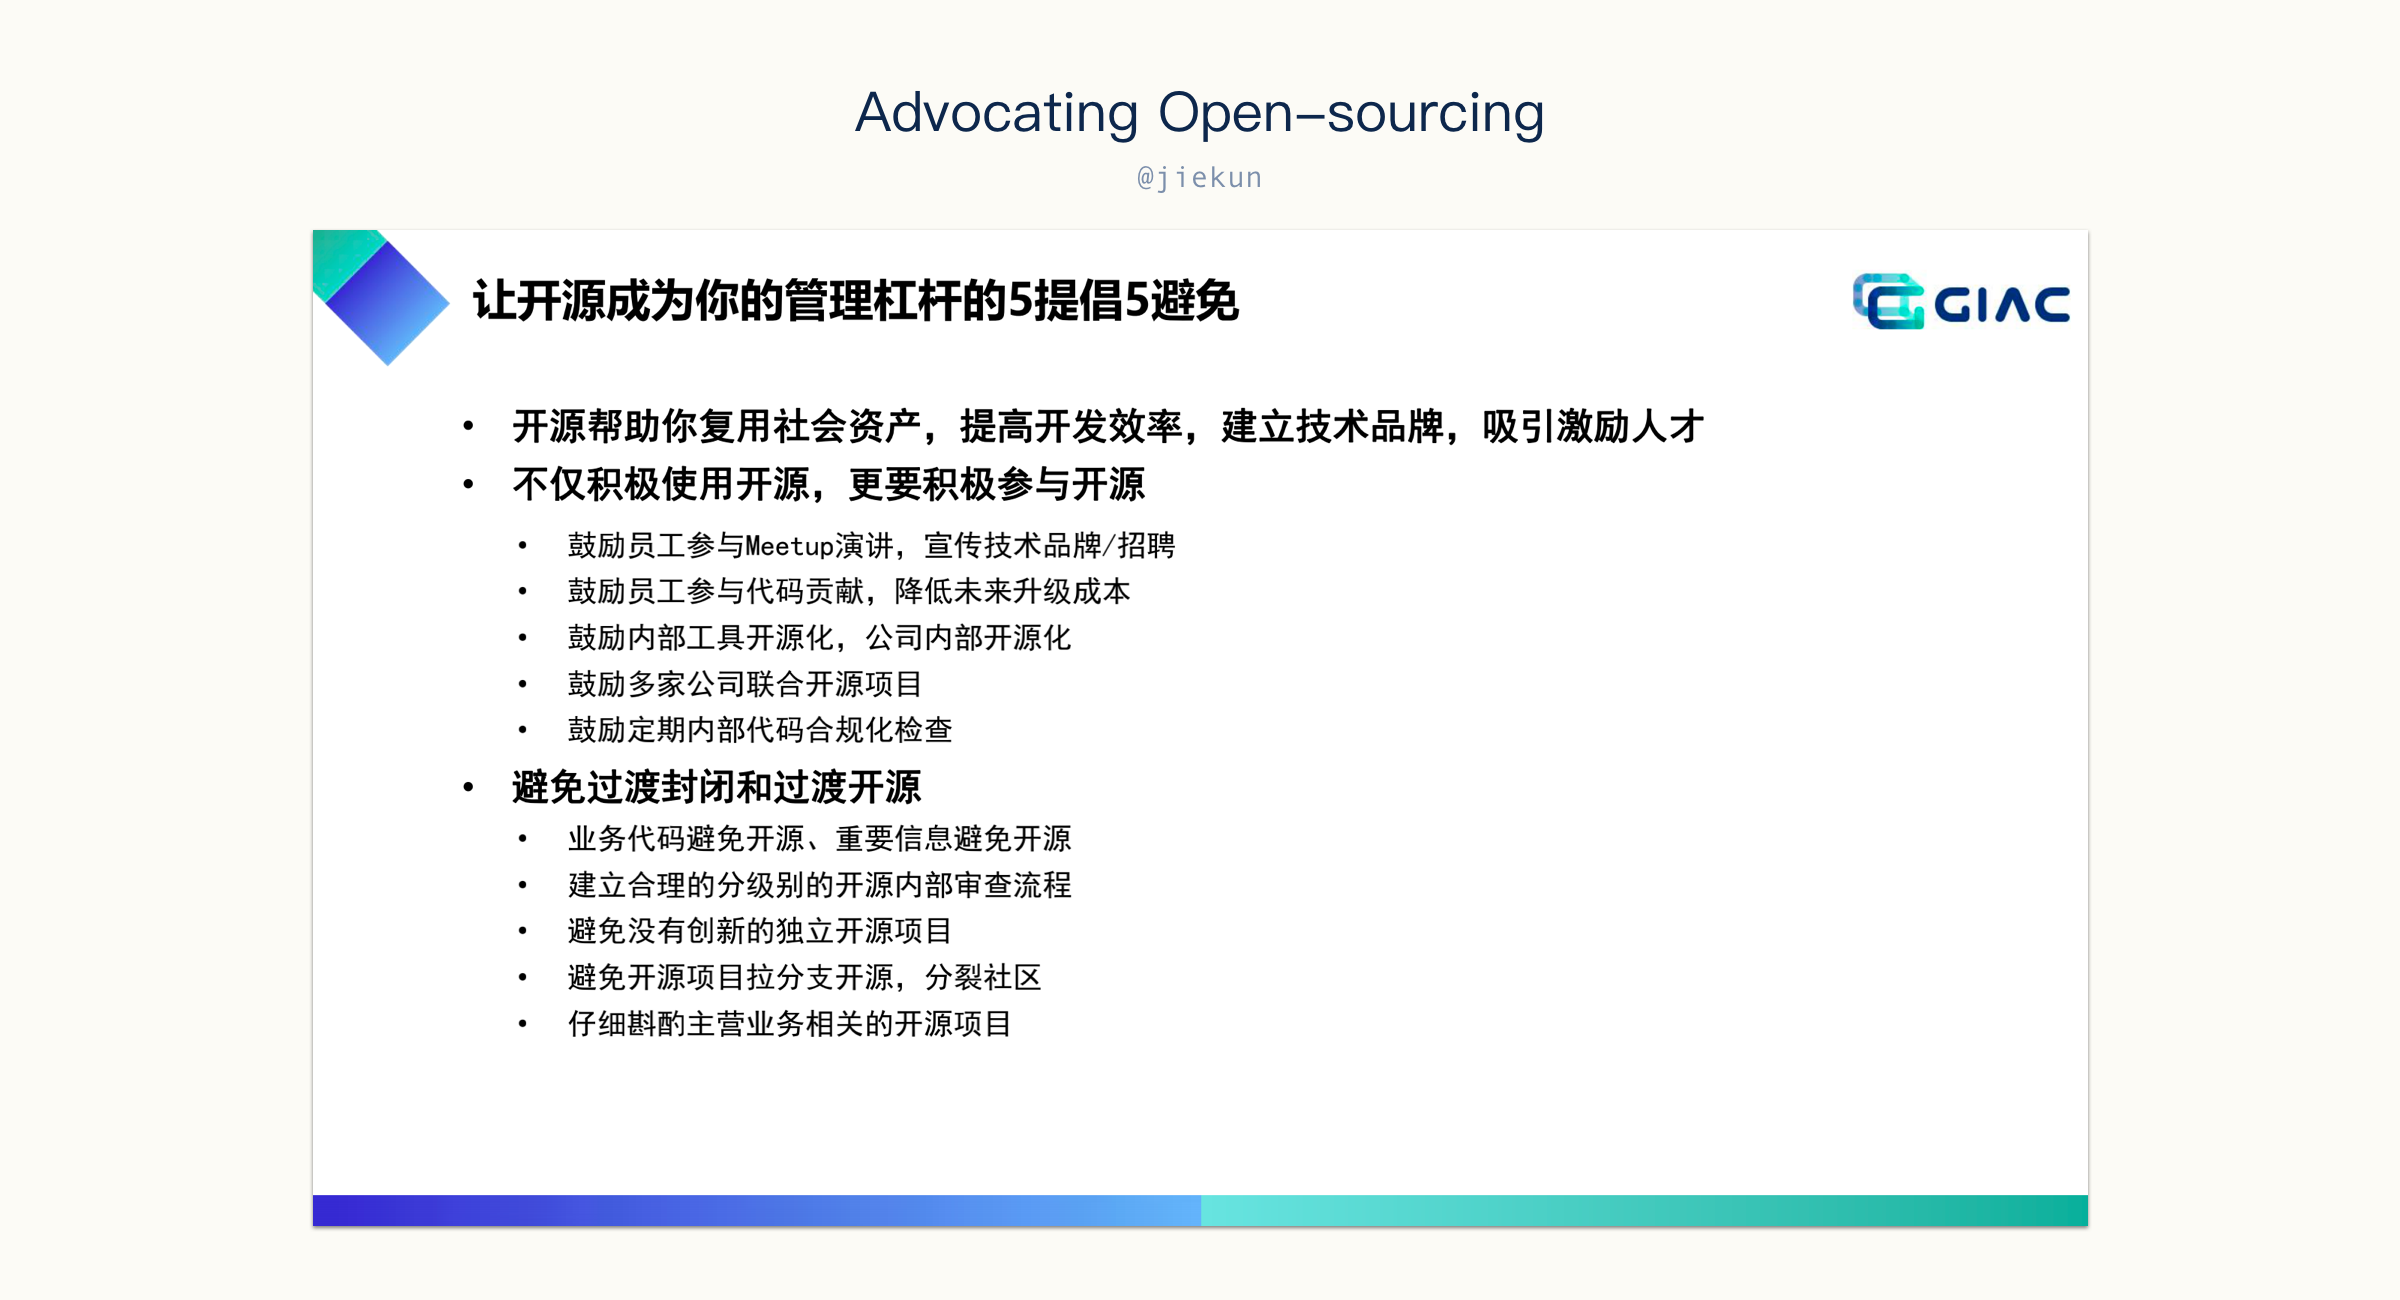 Advocating Open-sourcing
@jiekun
让开源成为你的管理杠杆的5提倡5避免
GIAC
• 开源帮助你复用社会资产，提高开发效率，建立技术品牌，吸引激励人才
• 不仅积极使用开源，更要积极参与开源
• 鼓励员工参与Meetup演讲，宣传技术品牌/招聘
• 鼓励员工参与代码贡献，降低未来升级成本
• 鼓励内部工具开源化，公司内部开源化
• 鼓励多家公司联合开源项目
• 鼓励定期内部代码合规化检查
• 避免过渡封闭和过渡开源
• 业务代码避免开源、重要信息避免开源
• 建立合理的分级别的开源内部审查流程
• 避免没有创新的独立开源项目
• 避免开源项目拉分支开源，分裂社区
• 仔细斟酌主营业务相关的开源项目